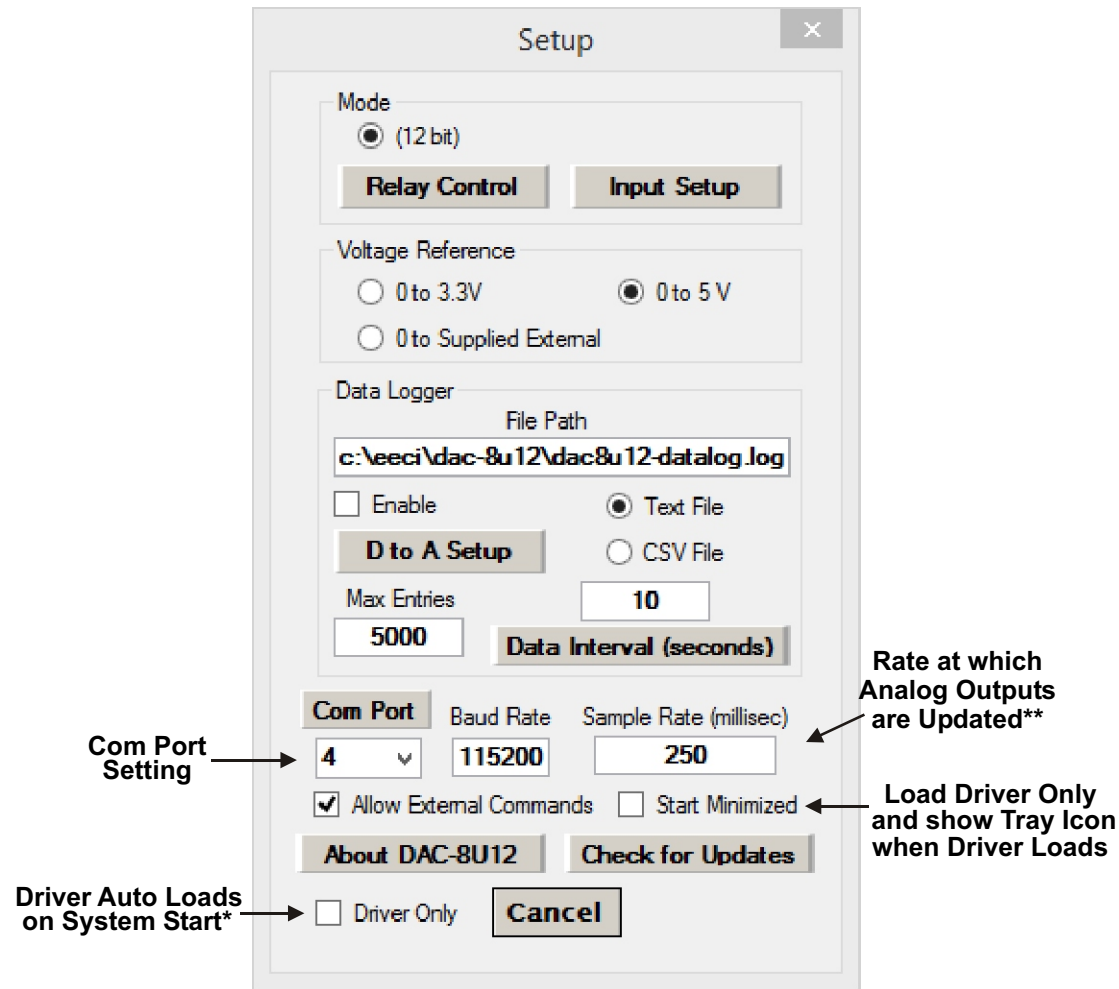 Setup
Mode
(12 bit)
Relay Control
Input Setup
Voltage Reference
0 to 3.3V
0 to 5 V
0 to Supplied External
Data Logger
File Path
c:\eeci\dac-8u12\dac8u12-datalog.log
Enable
Text File
D to A Setup
CSV File
Max Entries
10
5000
Data Interval (seconds)
Rate at which
Analog Outputs
are Updated**
Com Port
Baud Rate
Sample Rate (millisec)
Com Port
Setting
4
115200
250
Allow External Commands
Start Minimized
Load Driver Only
and show Tray Icon
when Driver Loads
About DAC-8U12
Check for Updates
Driver Auto Loads
on System Start*
Driver Only
Cancel